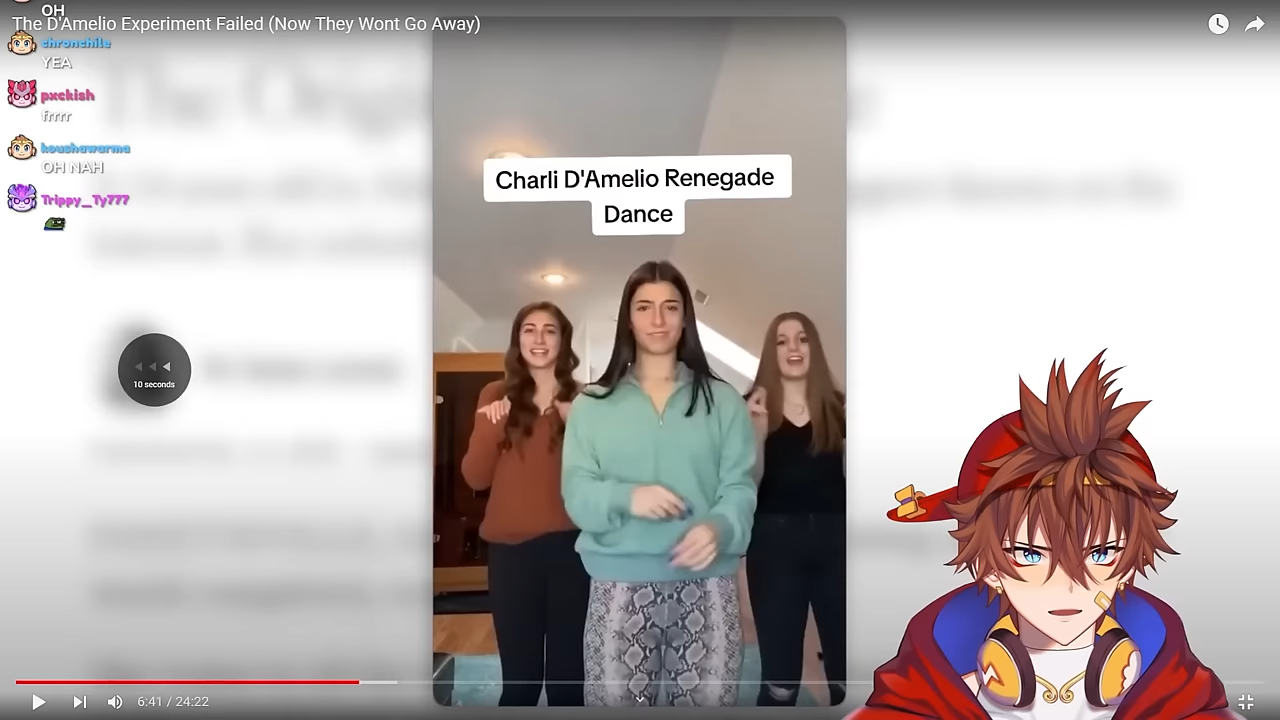 OH
The D'Amelio Experiment Failed (Now They Wont Go Away)
chronchile
YEA
pxckish
frrrr
koushawarma
OH NAH
Trippy_Ty777
Charli D'Amelio Renegade
Dance
10 seconds
6:41 / 24:22